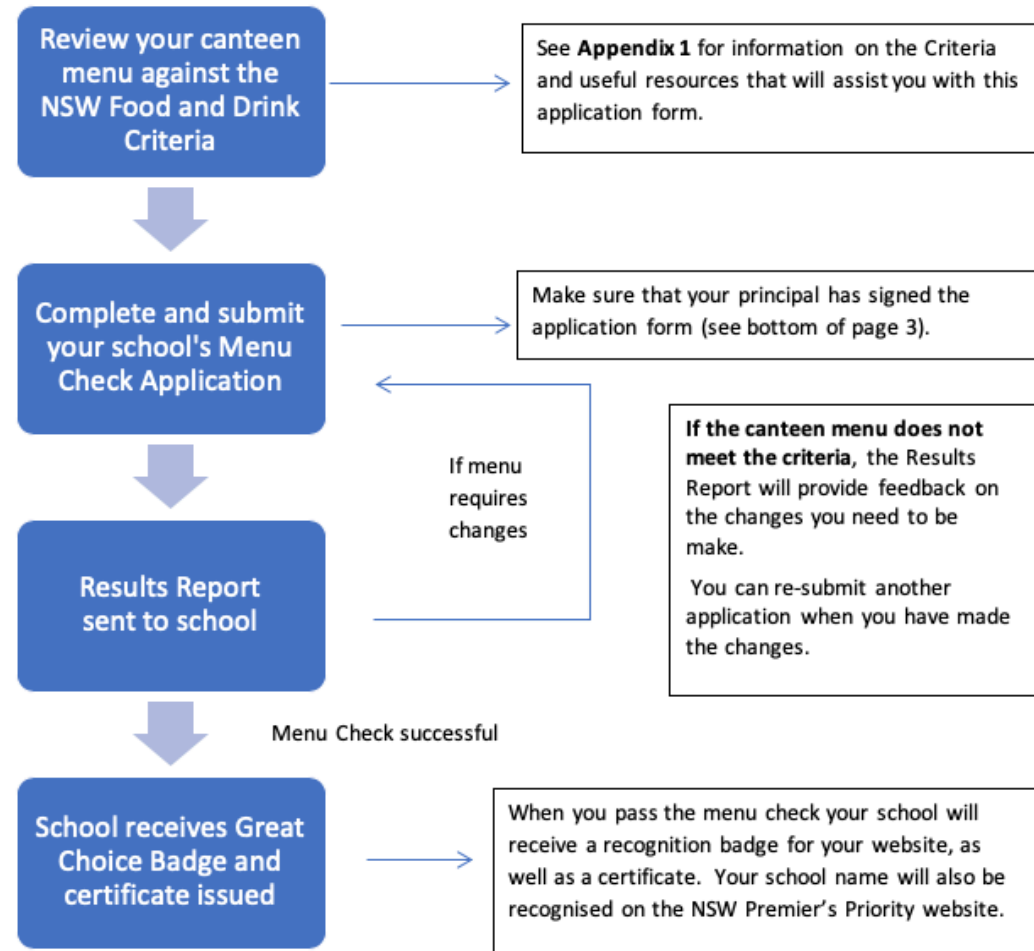 Review your canteen
menu against the
NSW Food and Drink
Criteria
See Appendix 1 for information on the Criteria
and useful resources that will assist you with this
application form.
Complete and submit
your school's Menu
Check Application
Make sure that your principal has signed the
application form (see bottom of page 3).
If menu
requires
changes
If the canteen menu does not
meet the criteria, the Results
Report will provide feedback on
the changes you need to be
make.
You can re-submit another
application when you have made
the changes.
Results Report
sent to school
Menu Check successful
School receives Great
Choice Badge and
certificate issued
When you pass the menu check your school will
receive a recognition badge for your website, as
well as a certificate. Your school name will also be
recognised on the NSW Premier's Priority website.